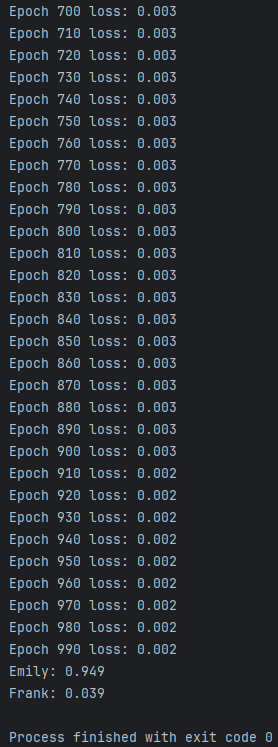 Epoch 700 loss: 0.003
Epoch 710 loss: 0.003
Epoch 720 loss: 0.003
Epoch 730 loss: 0.003
Epoch 740 loss: 0.003
Epoch 750 loss: 0.003
Epoch 760 loss: 0.003
Epoch 770 loss: 0.003
Epoch 780 loss: 0.003
Epoch 790 loss: 0.003
Epoch 800 loss: 0.003
Epoch 810 loss: 0.003
Epoch 820 loss: 0.003
Epoch 830 loss: 0.003
Epoch 840 loss: 0.003
Epoch 850 loss: 0.003
Epoch 860 loss: 0.003
Epoch 870 loss: 0.003
Epoch 880 loss: 0.003
Epoch 890 loss: 0.003
Epoch 900 loss: 0.003
Epoch 910 loss: 0.002
Epoch 920 loss: 0.002
Epoch 930 loss: 0.002
Epoch 940 loss: 0.002
Epoch 950 loss: 0.002
Epoch 960 loss: 0.002
Epoch 970 loss: 0.002
Epoch 980 loss: 0.002
Epoch 990 loss: 0.002
Emily: 0.949
Frank: 0.039
Process finished with exit code 0